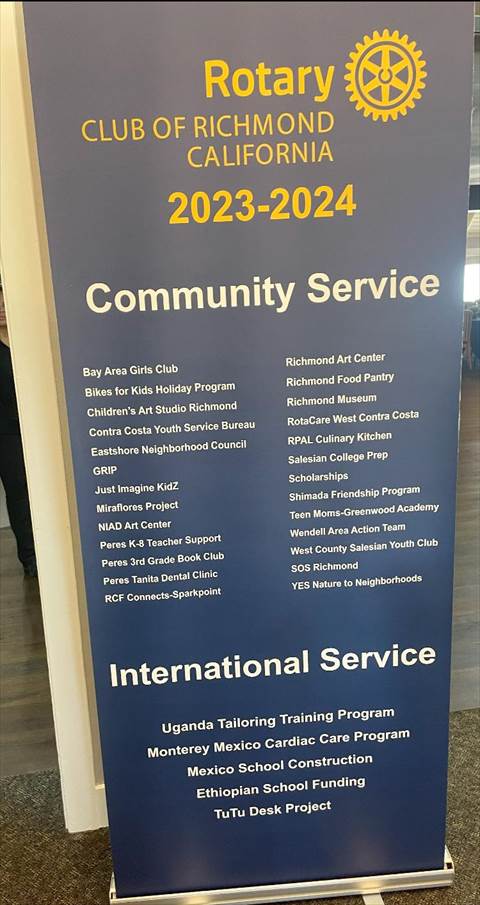 Rotary
CLUB OF RICHMOND
CALIFORNIA
2023-2024
Community Service
Bay Area Girls Club
Bikes for Kids Holiday Program
Children's Art Studio Richmond
Contra Costa Youth Service Bureau
Eastshore Neighborhood Council
GRIP
Just Imagine KidZ
Miraflores Project
NIAD Art Center
Peres K-8 Teacher Support
Peres 3rd Grade Book Club
Peres Tanita Dental Clinic
RCF Connects-Sparkpoint
Richmond Art Center
Richmond Food Pantry
Richmond Museum
RotaCare West Contra Costa
RPAL Culinary Kitchen
Salesian College Prep
Scholarships
Shimada Friendship Program
Teen Moms-Greenwood Academy
Wendell Area Action Team
West County Salesian Youth Club
SOS Richmond
YES Nature to Neighborhoods
International Service
Uganda Tailoring Training Program
Monterey Mexico Cardiac Care Program
Mexico School Construction
Ethiopian School Funding
TuTu Desk Project